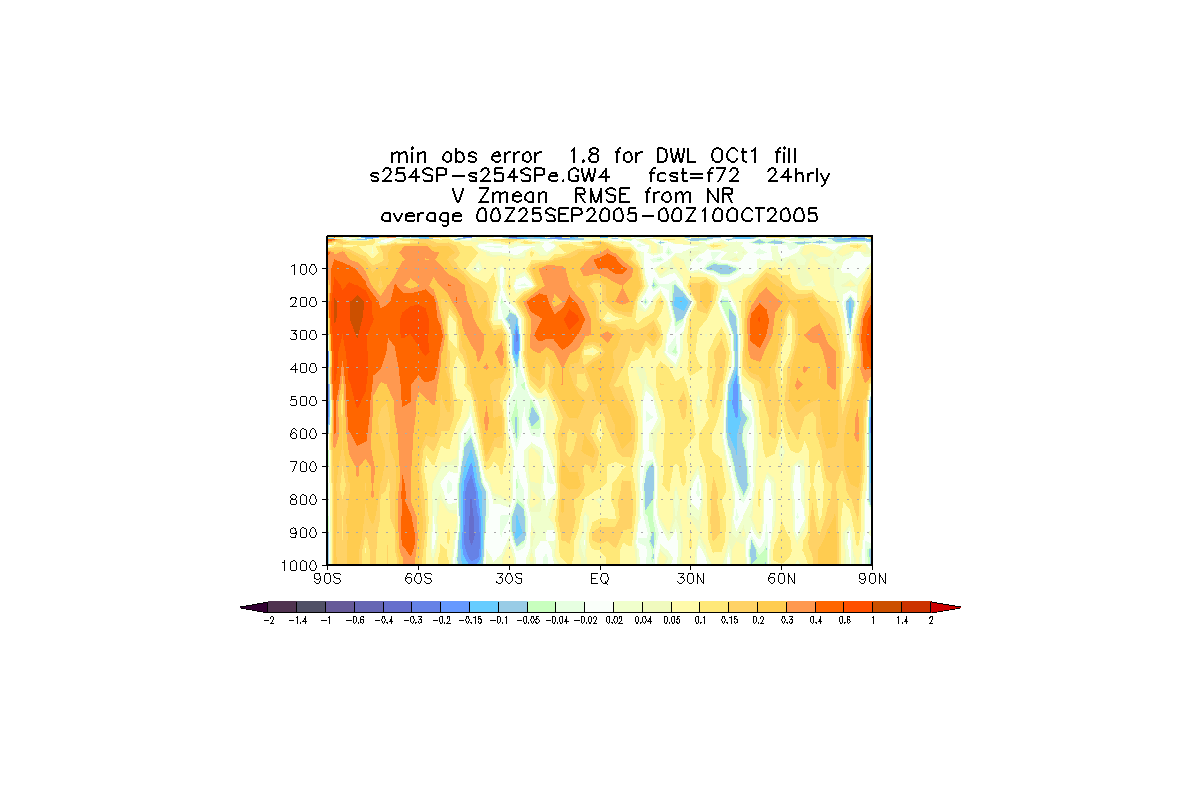 min obs error 1.8 for DWL OCt1 fill
s254SP-s254SPe.GW4 fcst=f72 24hrly
V Zmean RMSE from NR
average 00Z25SEP2005-00Z10OCT2005
100
200
300
400
500
600
700
800
900
1000
90S 60S 30S EQ 30N 60N 90N
-2 -1.4 -1 -0.6 -0.4 -0.3 -0.2 -0.15 -0.1 -0.05 -0.04 -0.02 0.02 0.04 0.05 0.1 0.15 0.2 0.3 0.4 0.6 1 1.4 2